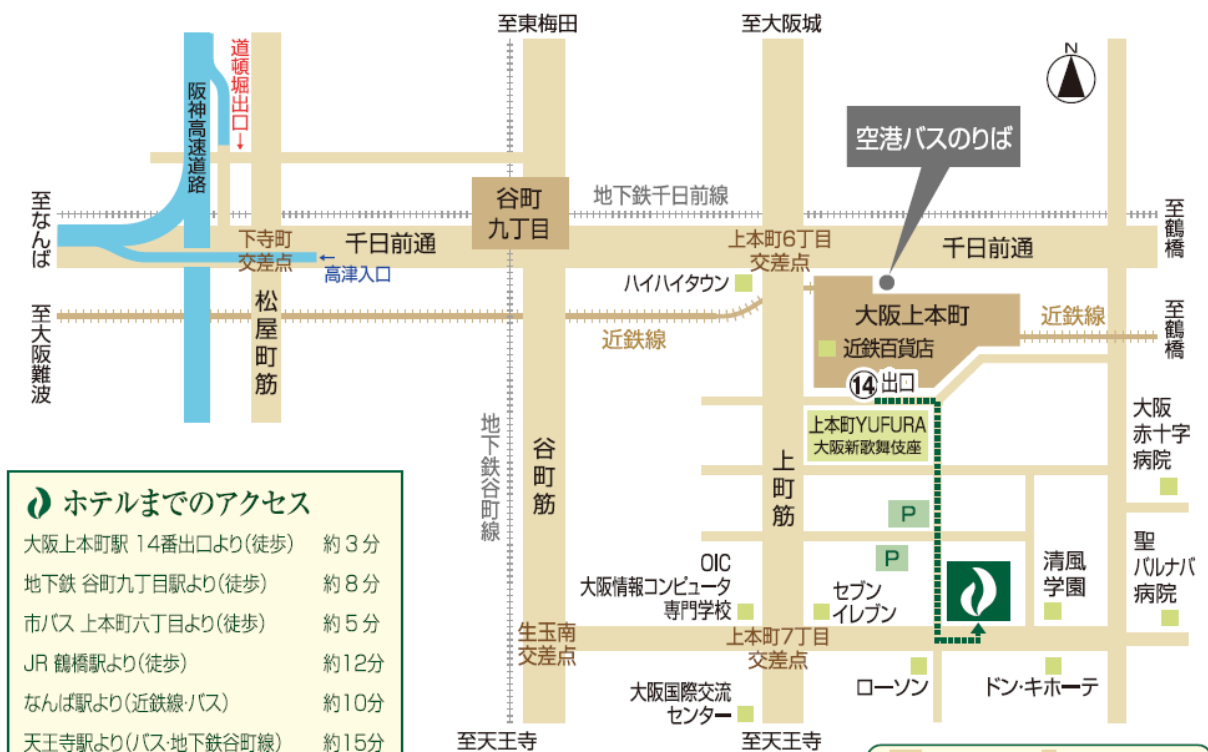 至東梅田
至大阪城
N
道頓堀出口↓
阪神高速道路
空港バスのりば
至なんば
谷町
九丁目
地下鉄千日前線
至鶴橋
下寺町
交差点
千日前通
←
高津入口
上本町6丁目
交差点
千日前通
ハイハイタウン
至大阪難波
松屋町筋
近鉄線
大阪上本町
近鉄百貨店
近鉄線
至鶴橋
⑭出口
上本町YUFURA
大阪新歌舞伎座
大阪
赤十字
病院
地下鉄谷町線
谷町筋
上町筋
P
P
OIC
大阪情報コンピュータ
専門学校
セブン
イレブン
清風
学園
聖
バルナバ
病院
生玉南
交差点
上本町7丁目
交差点
ローソン
ドン・キホーテ
大阪国際交流
センター
至天王寺
至天王寺
ホテルまでのアクセス
大阪上本町駅 14番出口より(徒歩) 約3分
地下鉄 谷町九丁目駅より(徒歩) 約8分
市バス 上本町六丁目より(徒歩) 約5分
JR 鶴橋駅より(徒歩) 約12分
なんば駅より(近鉄線・バス) 約10分
天王寺駅より(バス・地下鉄谷町線) 約15分